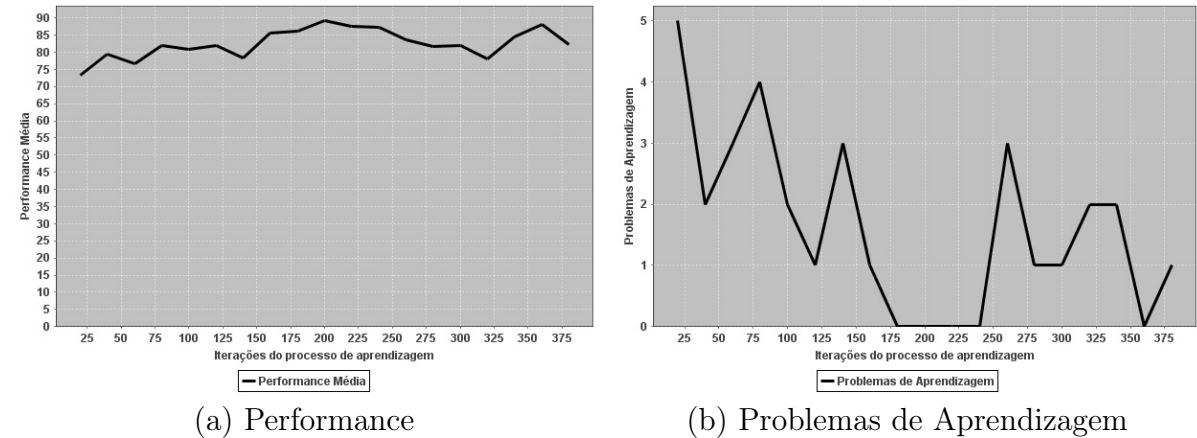 90
85
80
75
70
65
60
55
50
45
40
35
30
25
20
15
10
5
0
Performance Média
25 50 75 100 125 150 175 200 225 250 275 300 325 350 375
Iterações do processo de aprendizagem
Performance Média
(a) Performance
5
4
3
2
1
0
Problemas de Aprendizagem
25 50 75 100 125 150 175 200 225 250 275 300 325 350 375
Iterações do processo de aprendizagem
Problemas de Aprendizagem
(b) Problemas de Aprendizagem